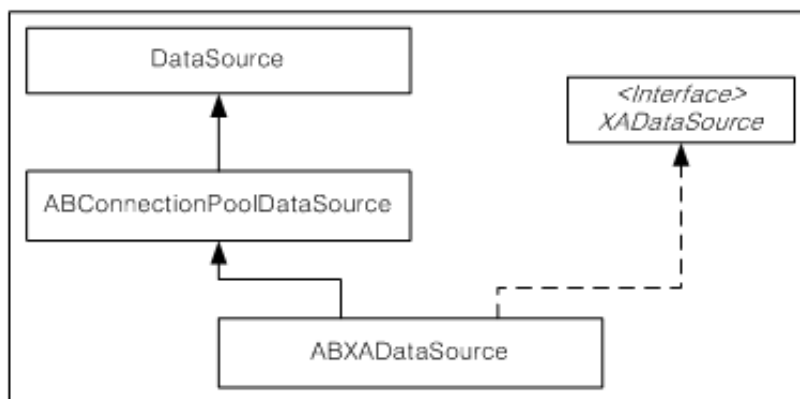 DataSource
<Interface>
XADataSource
ABConnectionPoolDataSource
ABXADataSource